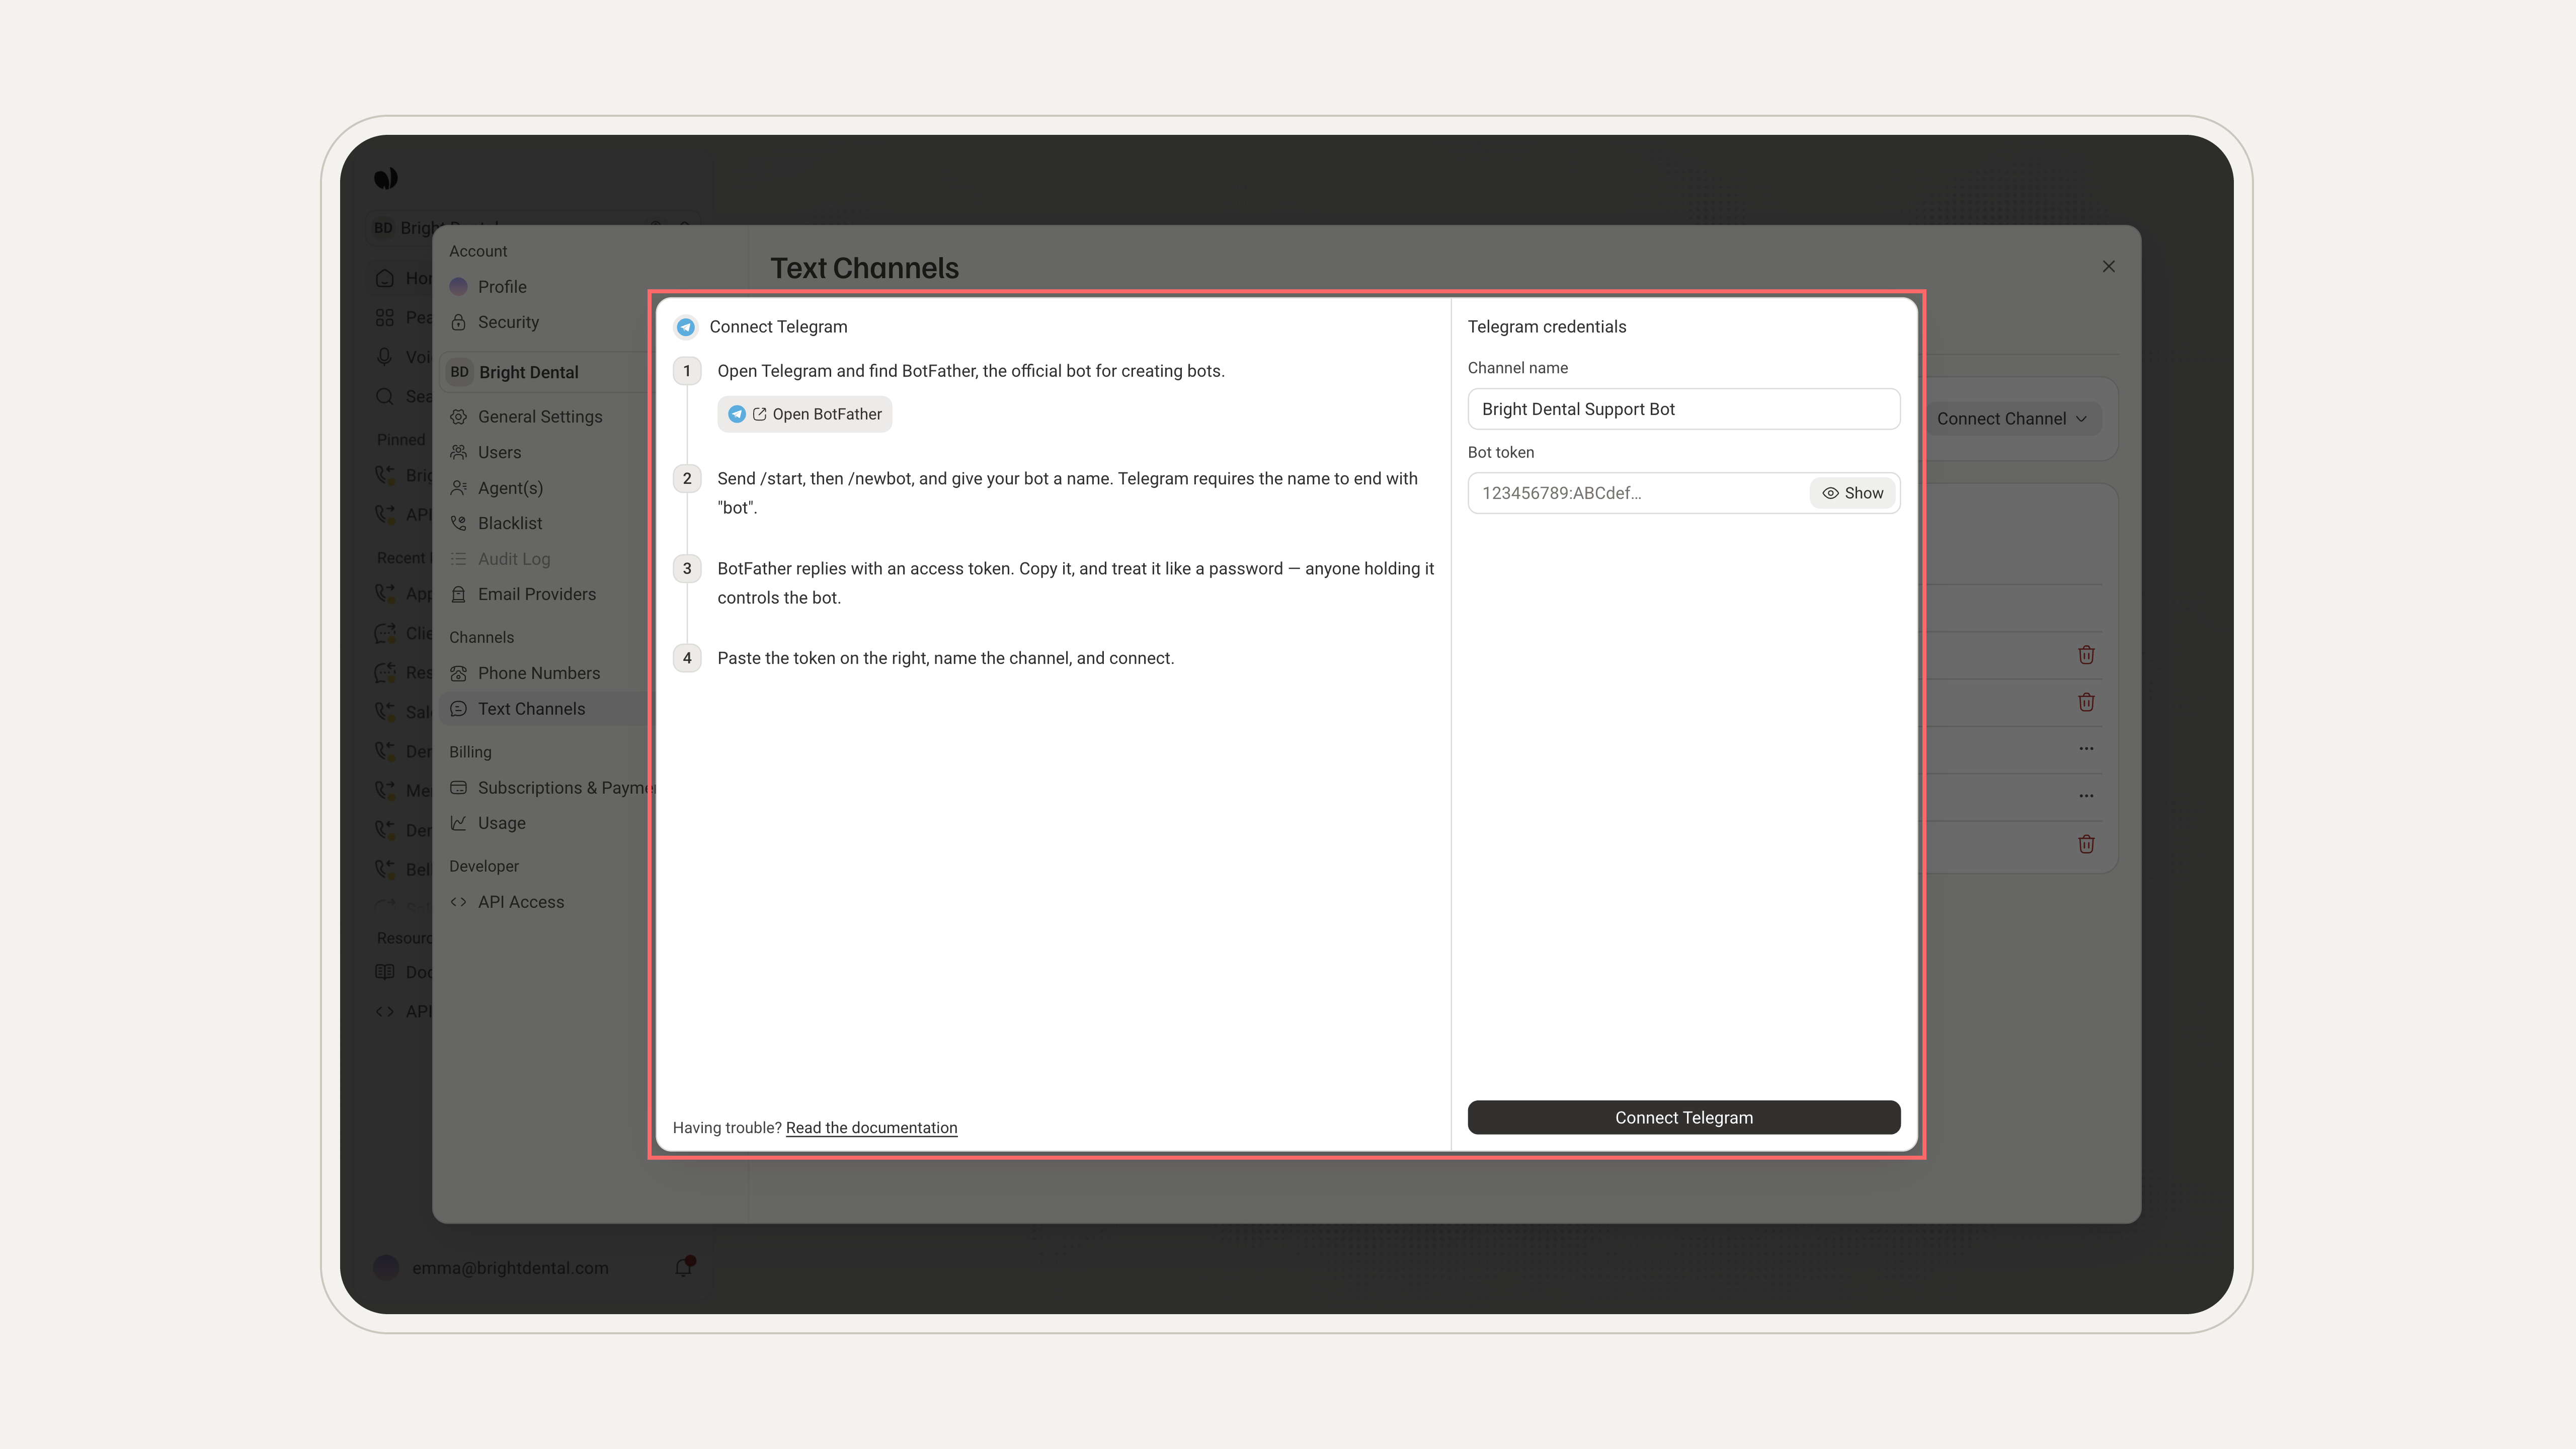 BD
Account
Profile
Security
BD Bright Dental
General Settings
Users
Agent(s)
Blacklist
Audit Log
Email Providers
Channels
Phone Numbers
Text Channels
Billing
Subscriptions &
Usage
Developer
API Access
Pinned
API
Recent
emma@brightdental.com
Text Channels
Connect Channel
Connect Telegram
1 Open Telegram and find BotFather, the official bot for creating bots.
Open BotFather
2 Send /start, then /newbot, and give your bot a name. Telegram requires the name to end with
"bot".
3 BotFather replies with an access token. Copy it, and treat it like a password — anyone holding it
controls the bot.
4 Paste the token on the right, name the channel, and connect.
Having trouble? Read the documentation
Telegram credentials
Channel name
Bright Dental Support Bot
Bot token
123456789:ABCdef... Show
Connect Telegram